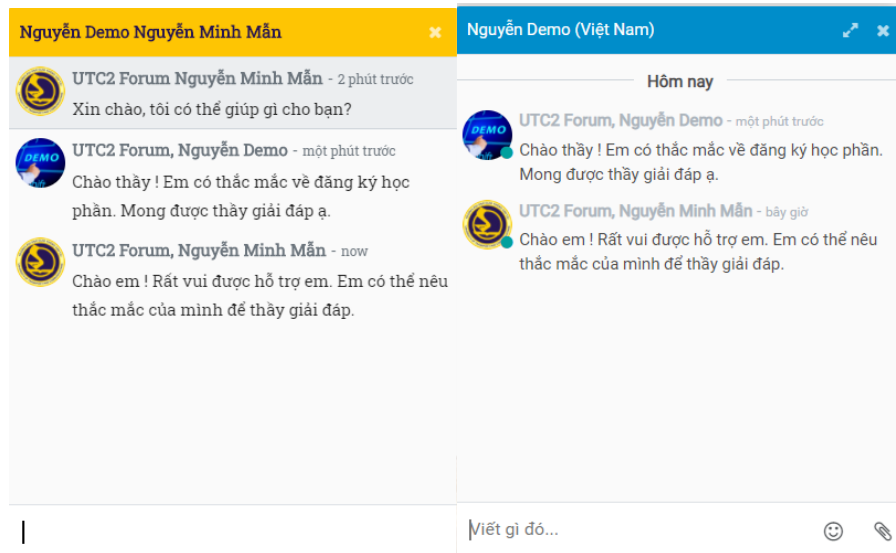 Nguyễn Demo Nguyễn Minh Mẫn
UTC2 Forum Nguyễn Minh Mẫn - 2 phút trước
Xin chào, tôi có thể giúp gì cho bạn?
DEMO
UTC2 Forum, Nguyễn Demo - một phút trước
Chào thầy ! Em có thắc mắc về đăng ký học
phần. Mong được thầy giải đáp ạ.
UTC2 Forum, Nguyễn Minh Mẫn - now
Chào em ! Rất vui được hỗ trợ em. Em có thể nêu
thắc mắc của mình để thầy giải đáp.
Nguyễn Demo (Việt Nam)
Hôm nay
DEMO
UTC2 Forum, Nguyễn Demo - một phút trước
Chào thầy ! Em có thắc mắc về đăng ký học phần.
Mong được thầy giải đáp ạ.
UTC2 Forum, Nguyễn Minh Mẫn - bây giờ
Chào em ! Rất vui được hỗ trợ em. Em có thể nêu
thắc mắc của mình để thầy giải đáp.
Viết gì đó...